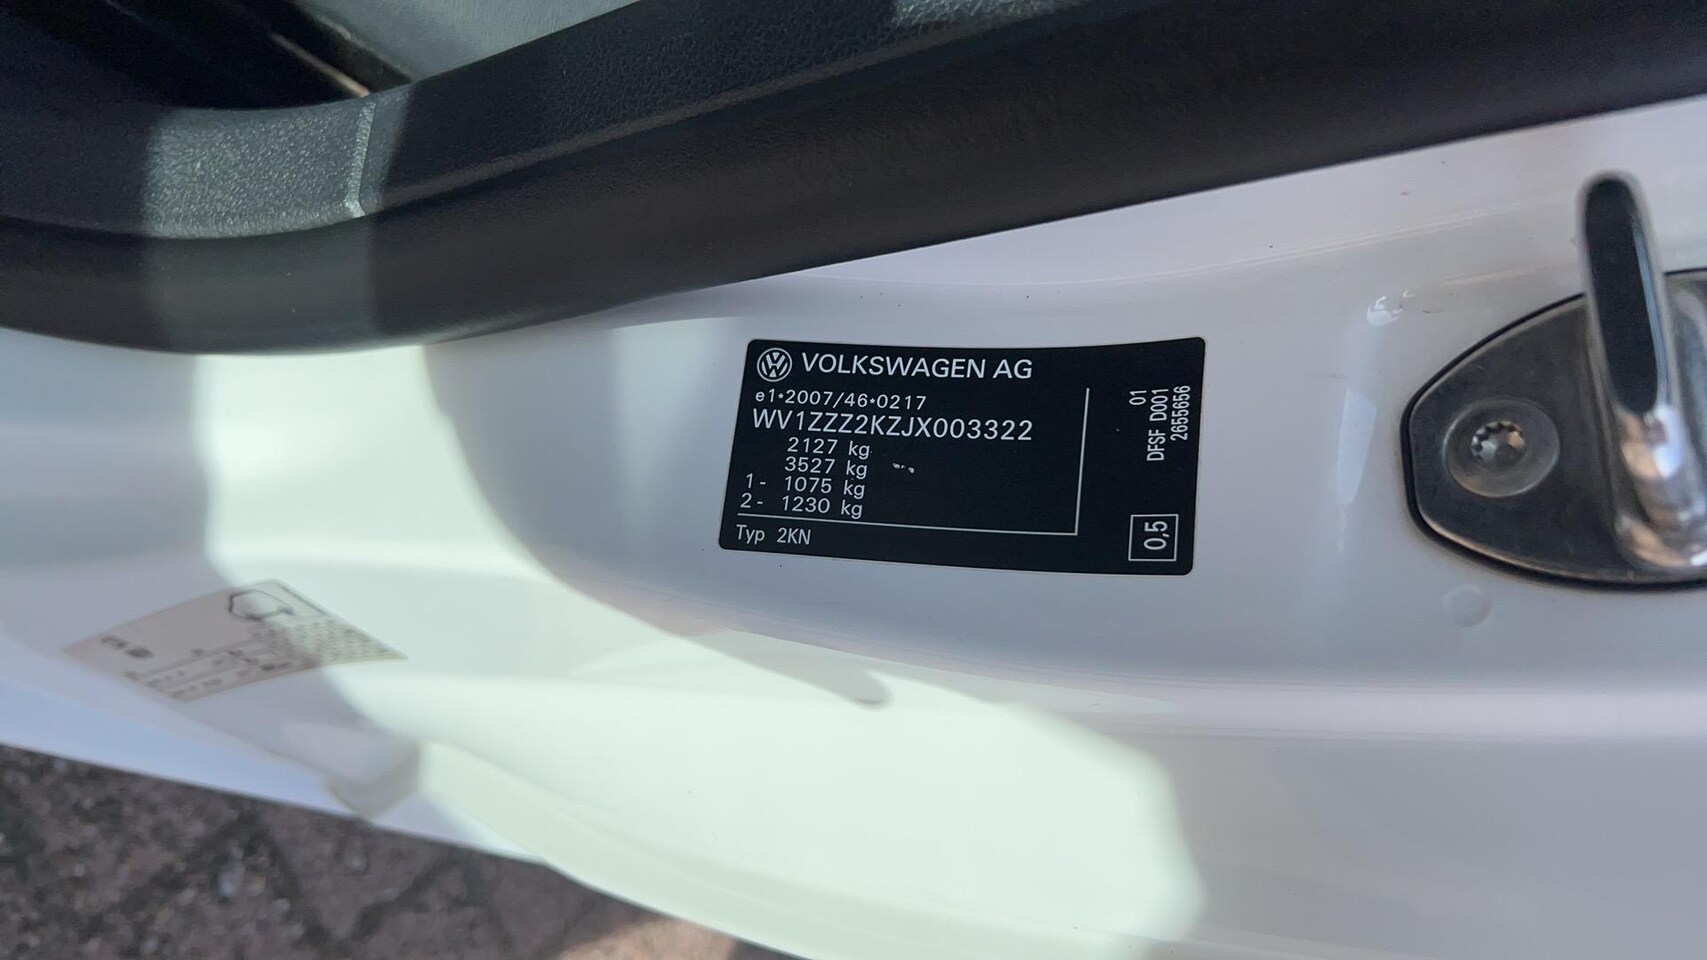 VOLKSWAGEN AG
e1*2007/46*0217
WV1ZZZ2KZJX003322
2127 kg
3527 kg
1- 1075 kg
2- 1230 kg
Typ 2KN
01
DFSF D001
2655656
0,5